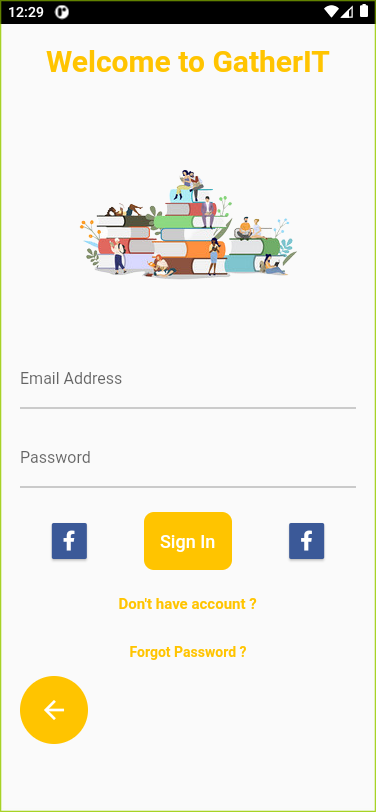 12:29
Welcome to GatherIT
Email Address
Password
Sign In
Don't have account ?
Forgot Password ?